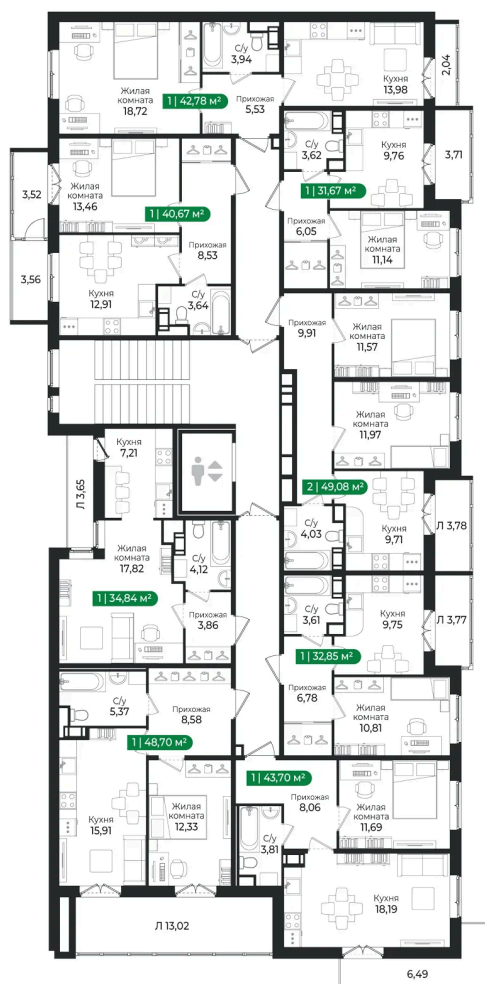 С/у
3,94
Жилая
комната
18,72
1 | 42,78 м²
Прихожая
5,53
Кухня
13,98
2,04
С/у
3,62
Кухня
9,76
3,71
1 | 31,67 м²
3,52
Жилая
комната
13,46
1 | 40,67 м²
6,05
Прихожая
8,53
Жилая
комната
11,14
3,56
Кухня
12,91
С/у
3,64
Прихожая
9,91
Жилая
комната
11,57
Жилая
комната
11,97
Кухня
7,21
Л 3,65
2 | 49,08 м²
С/у
4,03
Кухня
9,71
Л 3,78
17,82
С/у
4,12
1 | 34,84 м²
Прихожая
3,86
С/у
3,61
Кухня
9,75
Л 3,77
1 | 32,85 м²
С/у
5,37
Прихожая
8,58
Прихожая
6,78
Жилая
комната
10,81
1 | 48,70 м²
1 | 43,70 м²
Прихожая
8,06
Кухня
15,91
Жилая
комната
12,33
С/у
3,81
Жилая
комната
11,69
Кухня
18,19
Л 13,02
6,49